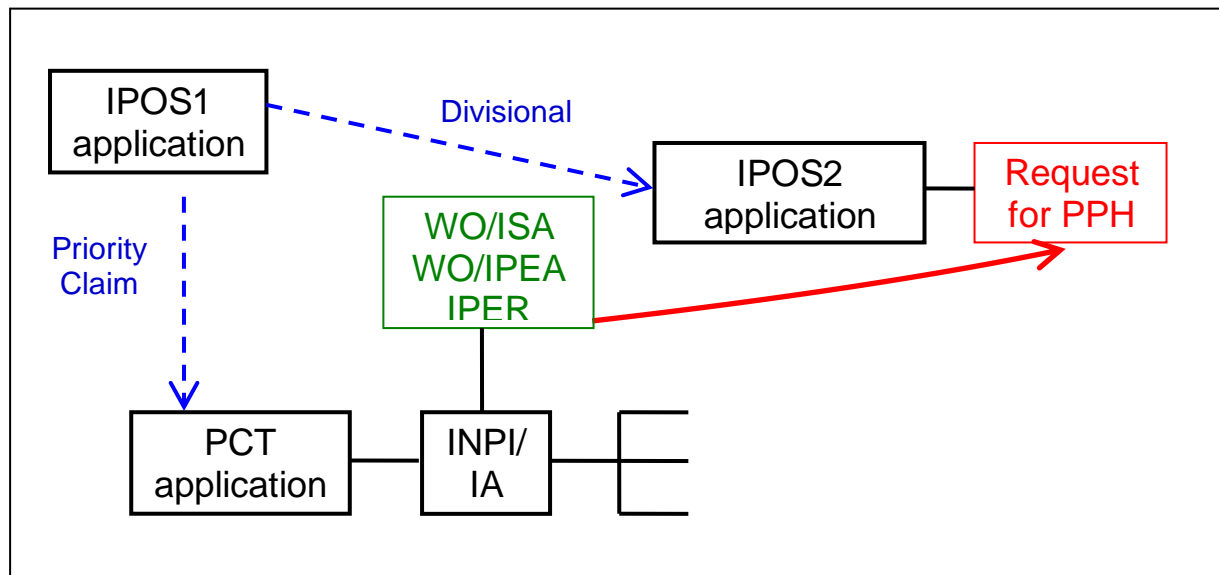 IPOS1
application
Divisional
IPOS2
application
Request
for PPH
Priority
Claim
WO/ISA
WO/IPEA
IPER
PCT
application
INPI/
IA